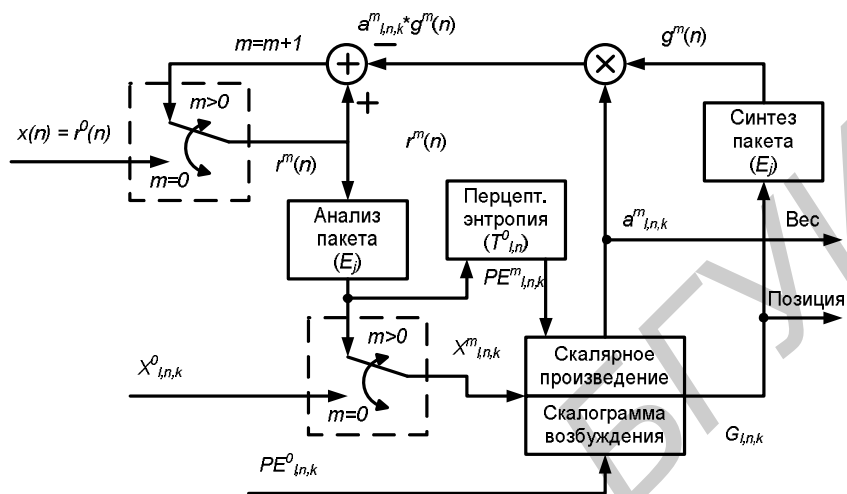 a^m_{l,n,k}*g^m(n)
m=m+1
–
g^m(n)
+
×
m>0
+
x(n) = r^0(n)
r^m(n)
r^m(n)
m=0
Синтез
пакета
(E_j)
Анализ
пакета
(E_j)
Перцепт.
энтропия
(T^0_{l,n})
a^m_{l,n,k}
Вес
PE^m_{l,n,k}
Позиция
m>0
X^m_{l,n,k}
X^0_{l,n,k}
m=0
Скалярное
произведение
Скалограмма
возбуждения
G_{l,n,k}
PE^0_{l,n,k}
БГУИ